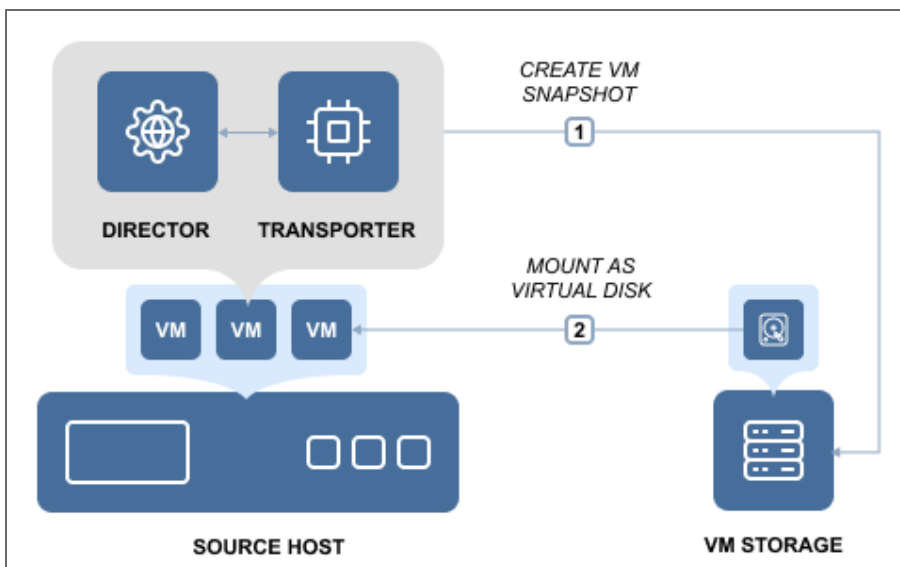 CREATE VM
SNAPSHOT
1
DIRECTOR
TRANSPORTER
MOUNT AS
VIRTUAL DISK
2
VM
VM
VM
SOURCE HOST
VM STORAGE